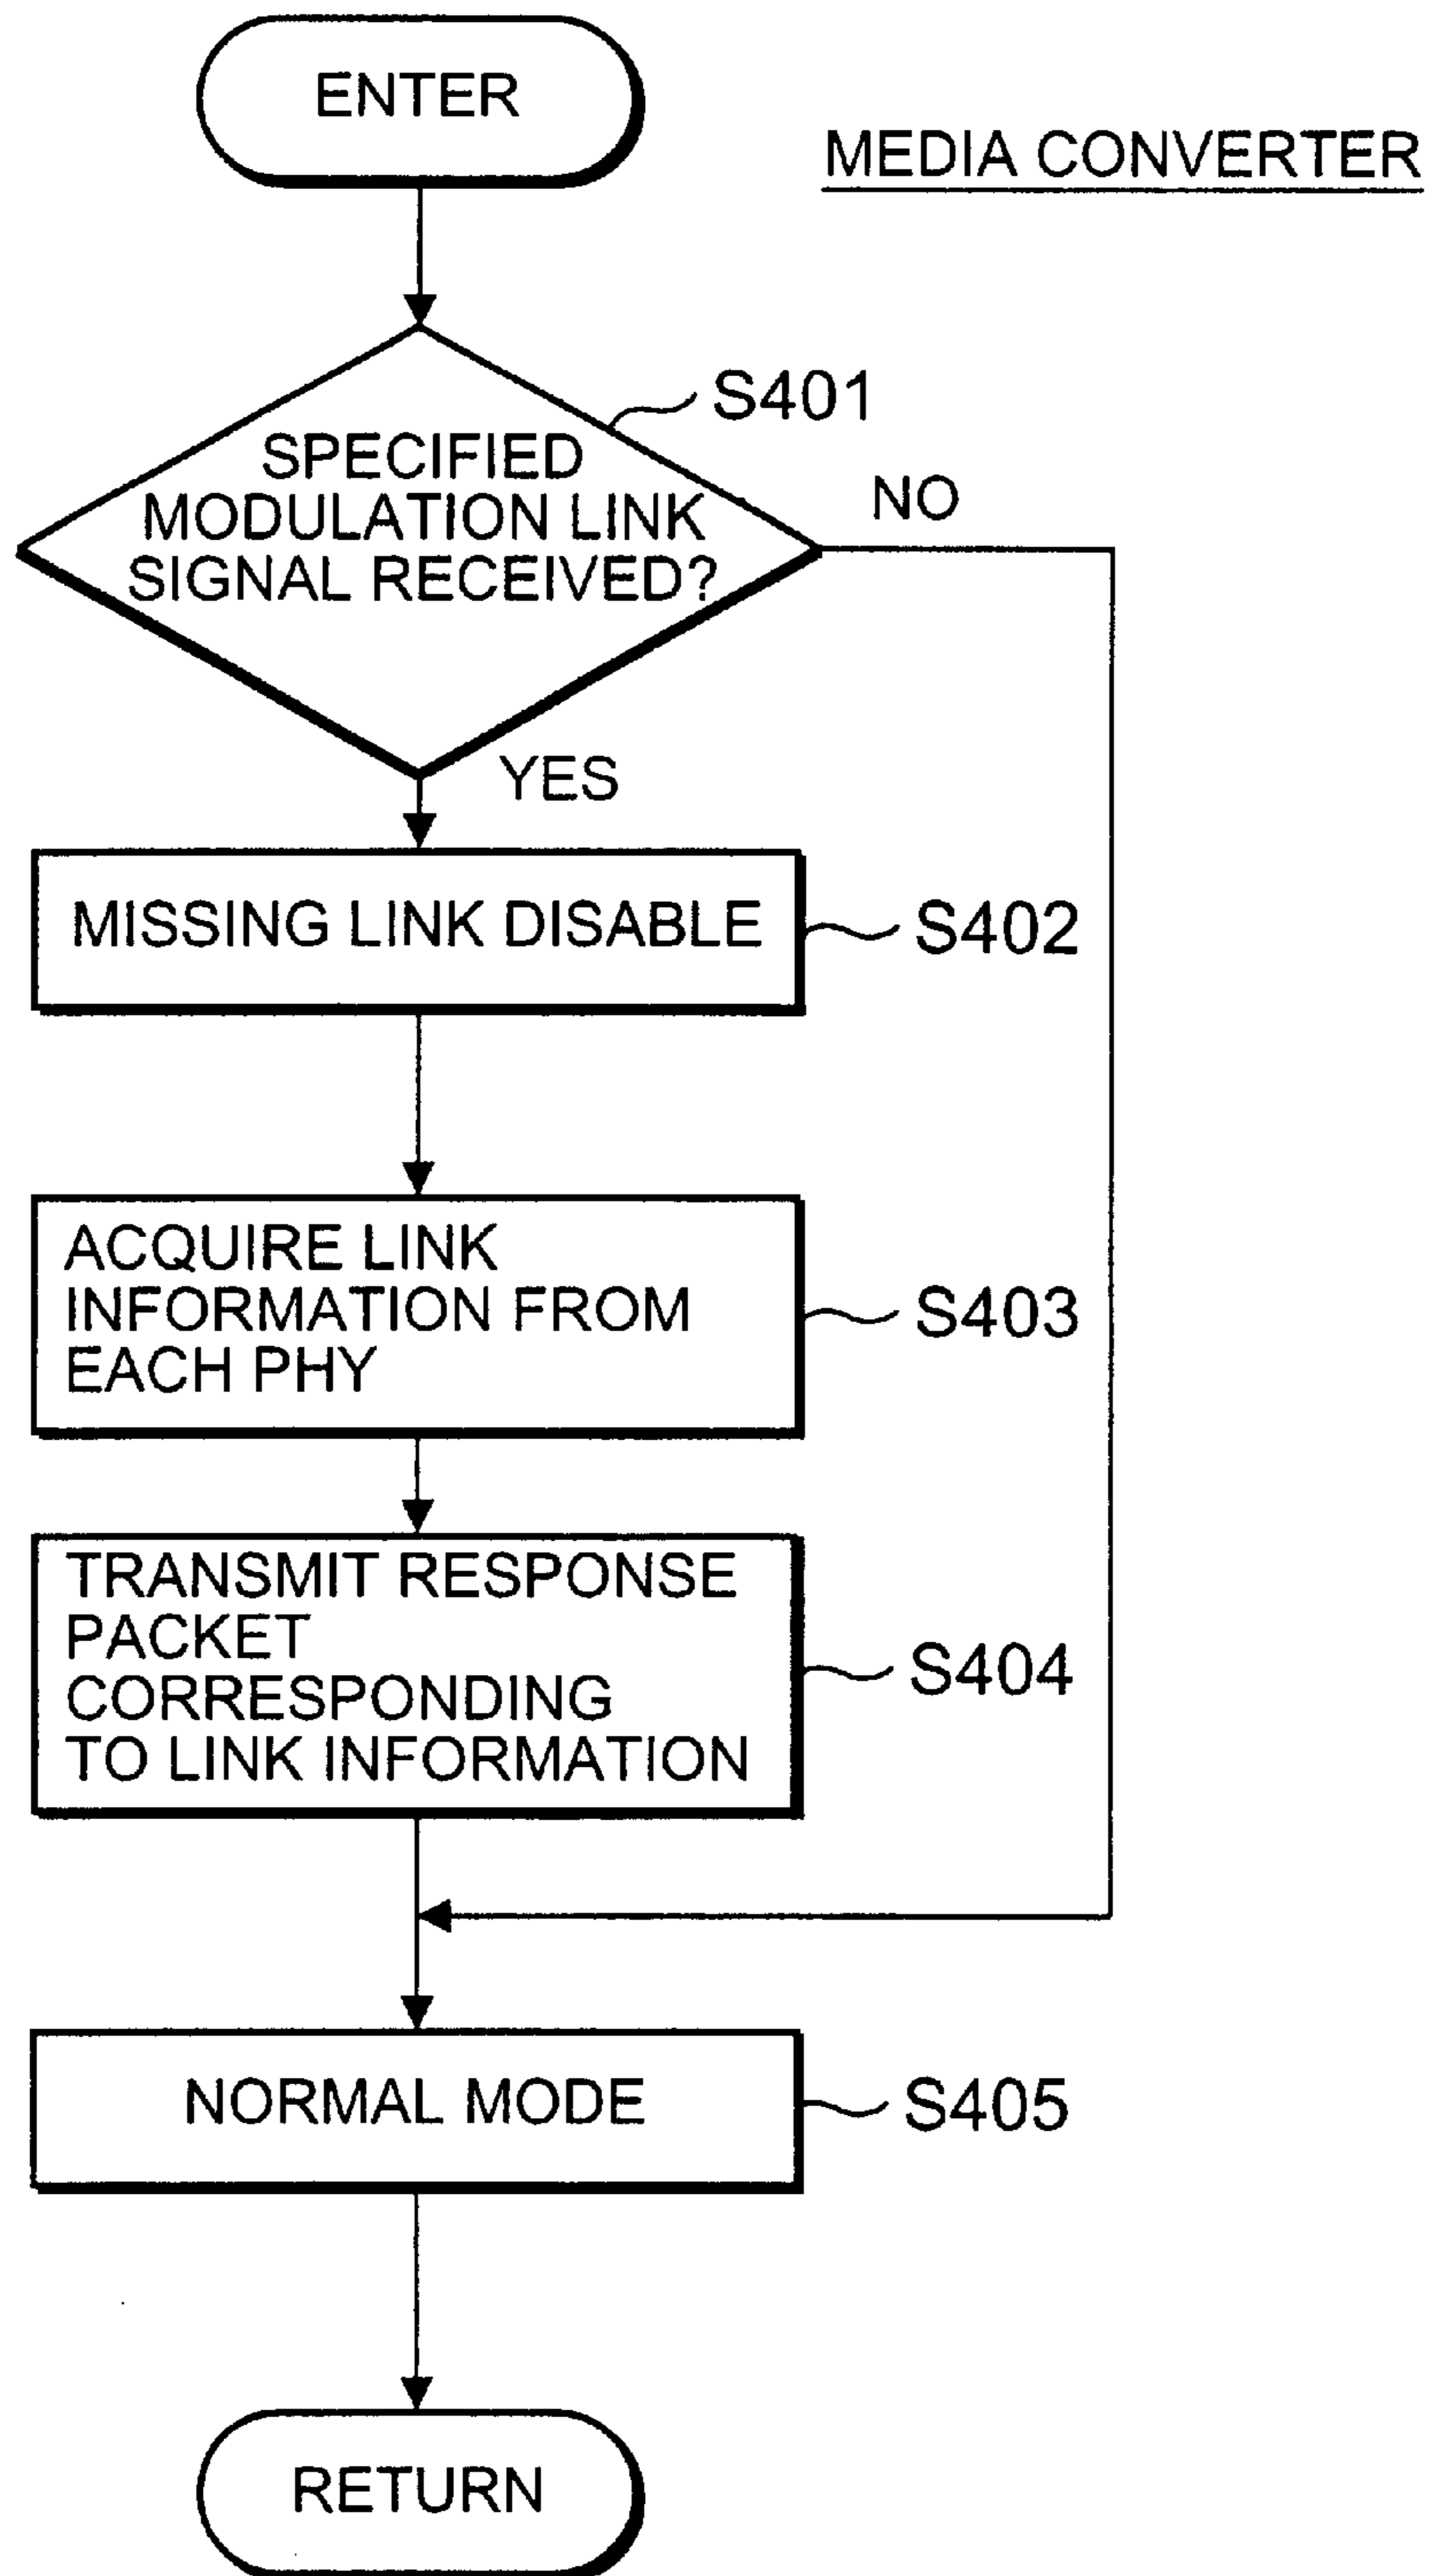 ENTER
MEDIA CONVERTER
S401
SPECIFIED
MODULATION LINK
SIGNAL RECEIVED?
NO
YES
MISSING LINK DISABLE
S402
ACQUIRE LINK
INFORMATION FROM
EACH PHY
S403
TRANSMIT RESPONSE
PACKET
CORRESPONDING
TO LINK INFORMATION
S404
NORMAL MODE
S405
RETURN